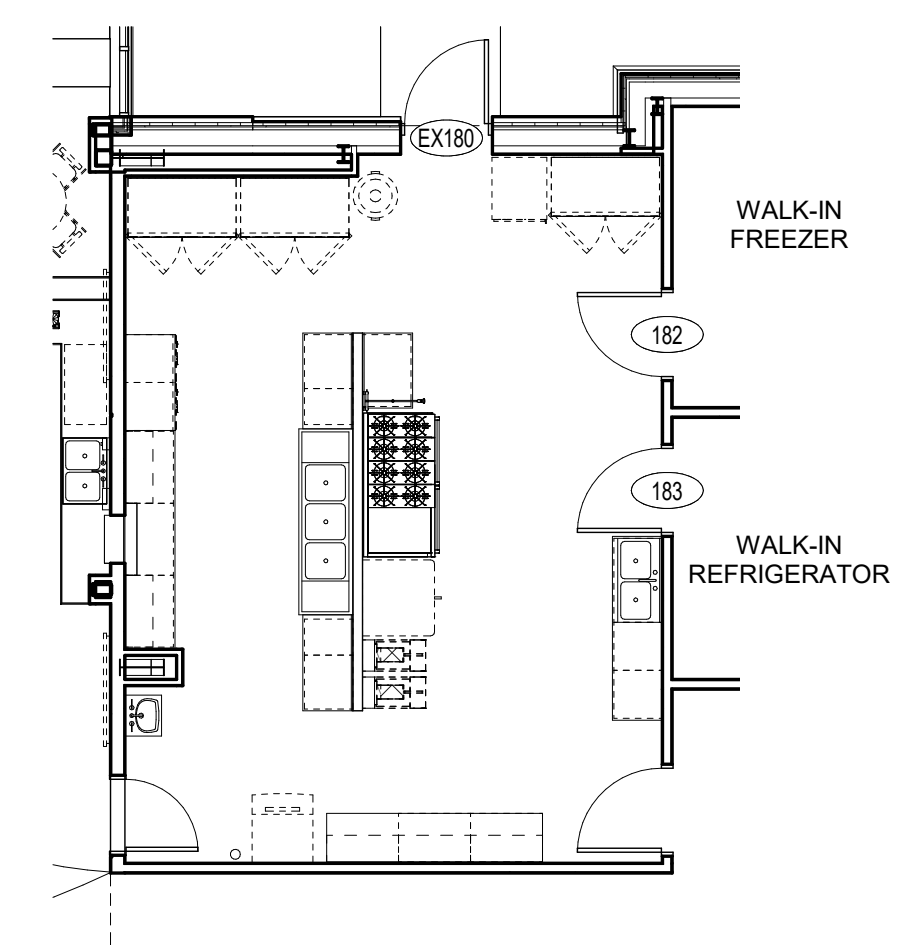 EX180
WALK-IN
FREEZER
182
183
WALK-IN
REFRIGERATOR